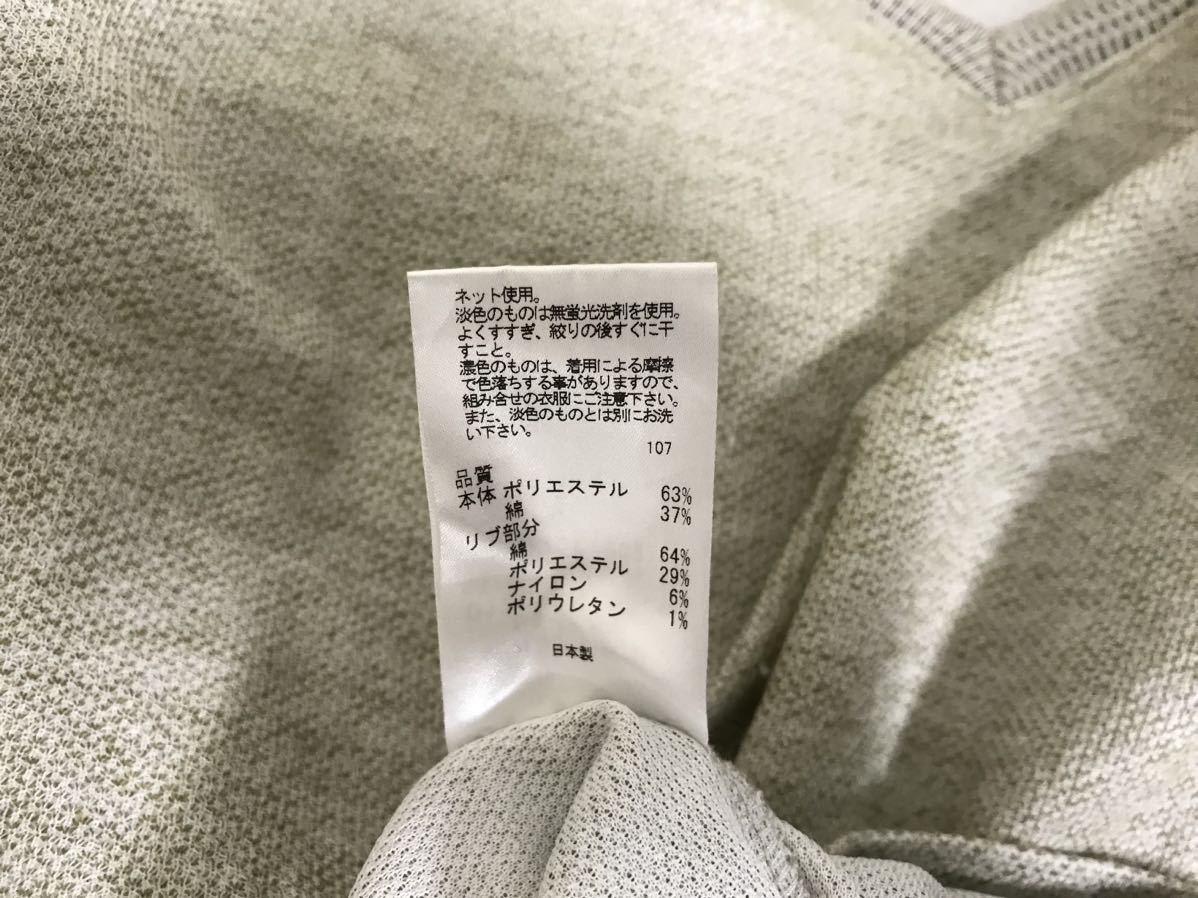 ネット使用。
淡色のものは無蛍光洗剤を使用。
よくすすぎ、絞りの後すぐに干
すこと。
濃色のものは、着用による摩擦
で色落ちする事がありますので、
組み合せの衣服にご注意下さい。
また、淡色のものとは別にお洗
い下さい。
107
品質
本体 ポリエステル 63%
綿 37%
リブ部分
綿 64%
ポリエステル 29%
ナイロン 6%
ポリウレタン 1%
日本製